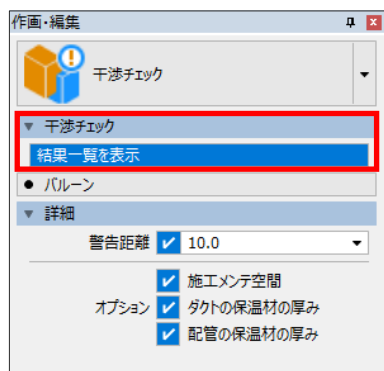 作画・編集
干渉チェック
干渉チェック
結果一覧を表示
バルーン
詳細
警告距離 10.0
施工メンテ空間
オプション ダクトの保温材の厚み
配管の保温材の厚み